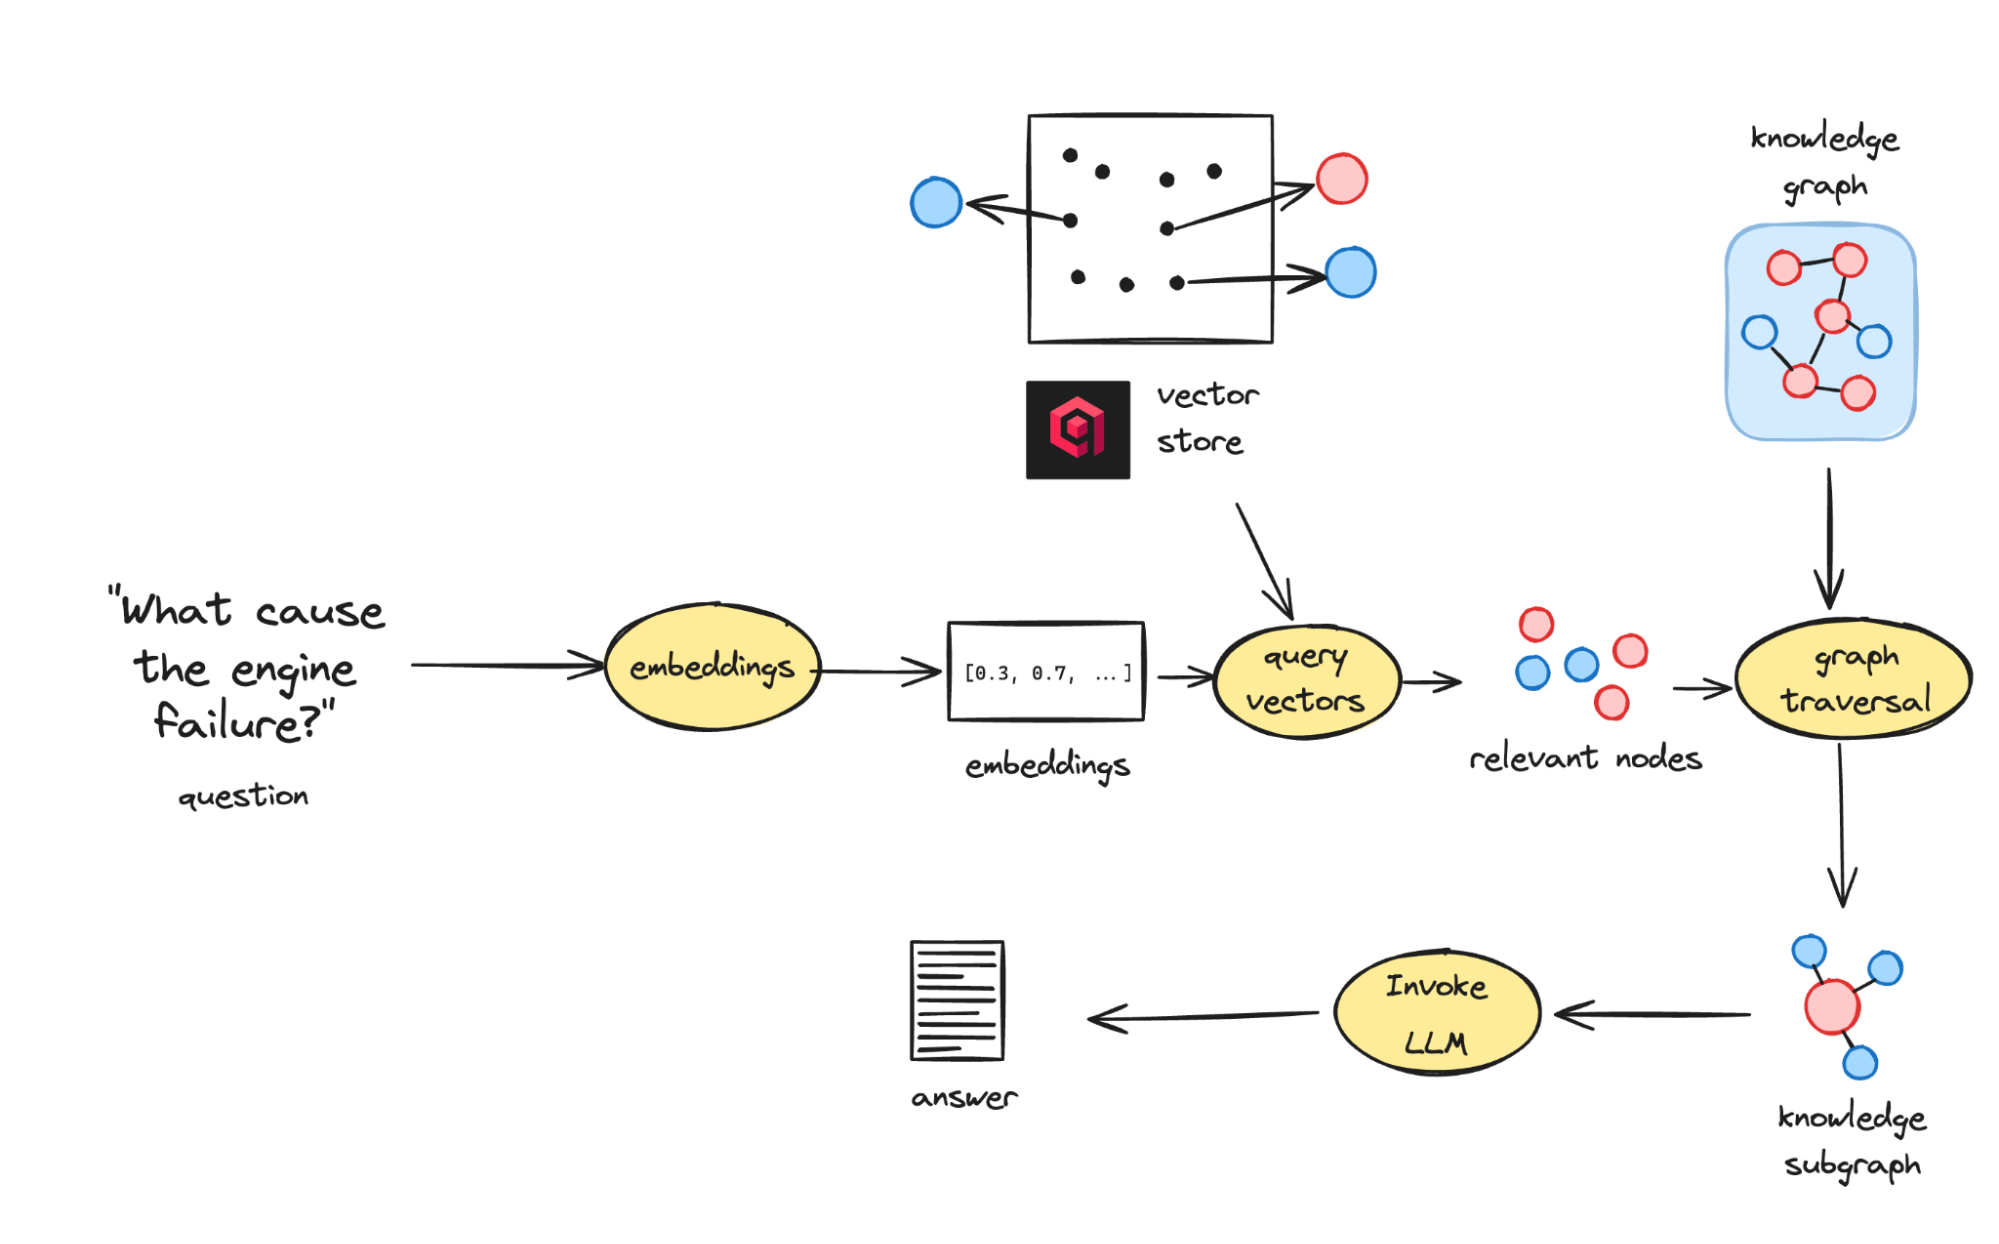 knowledge
graph
vector
store
"What cause
the engine
failure?"
question
embeddings
[0.3, 0.7, ...]
embeddings
query
vectors
relevant nodes
graph
traversal
answer
Invoke
LLM
knowledge
subgraph